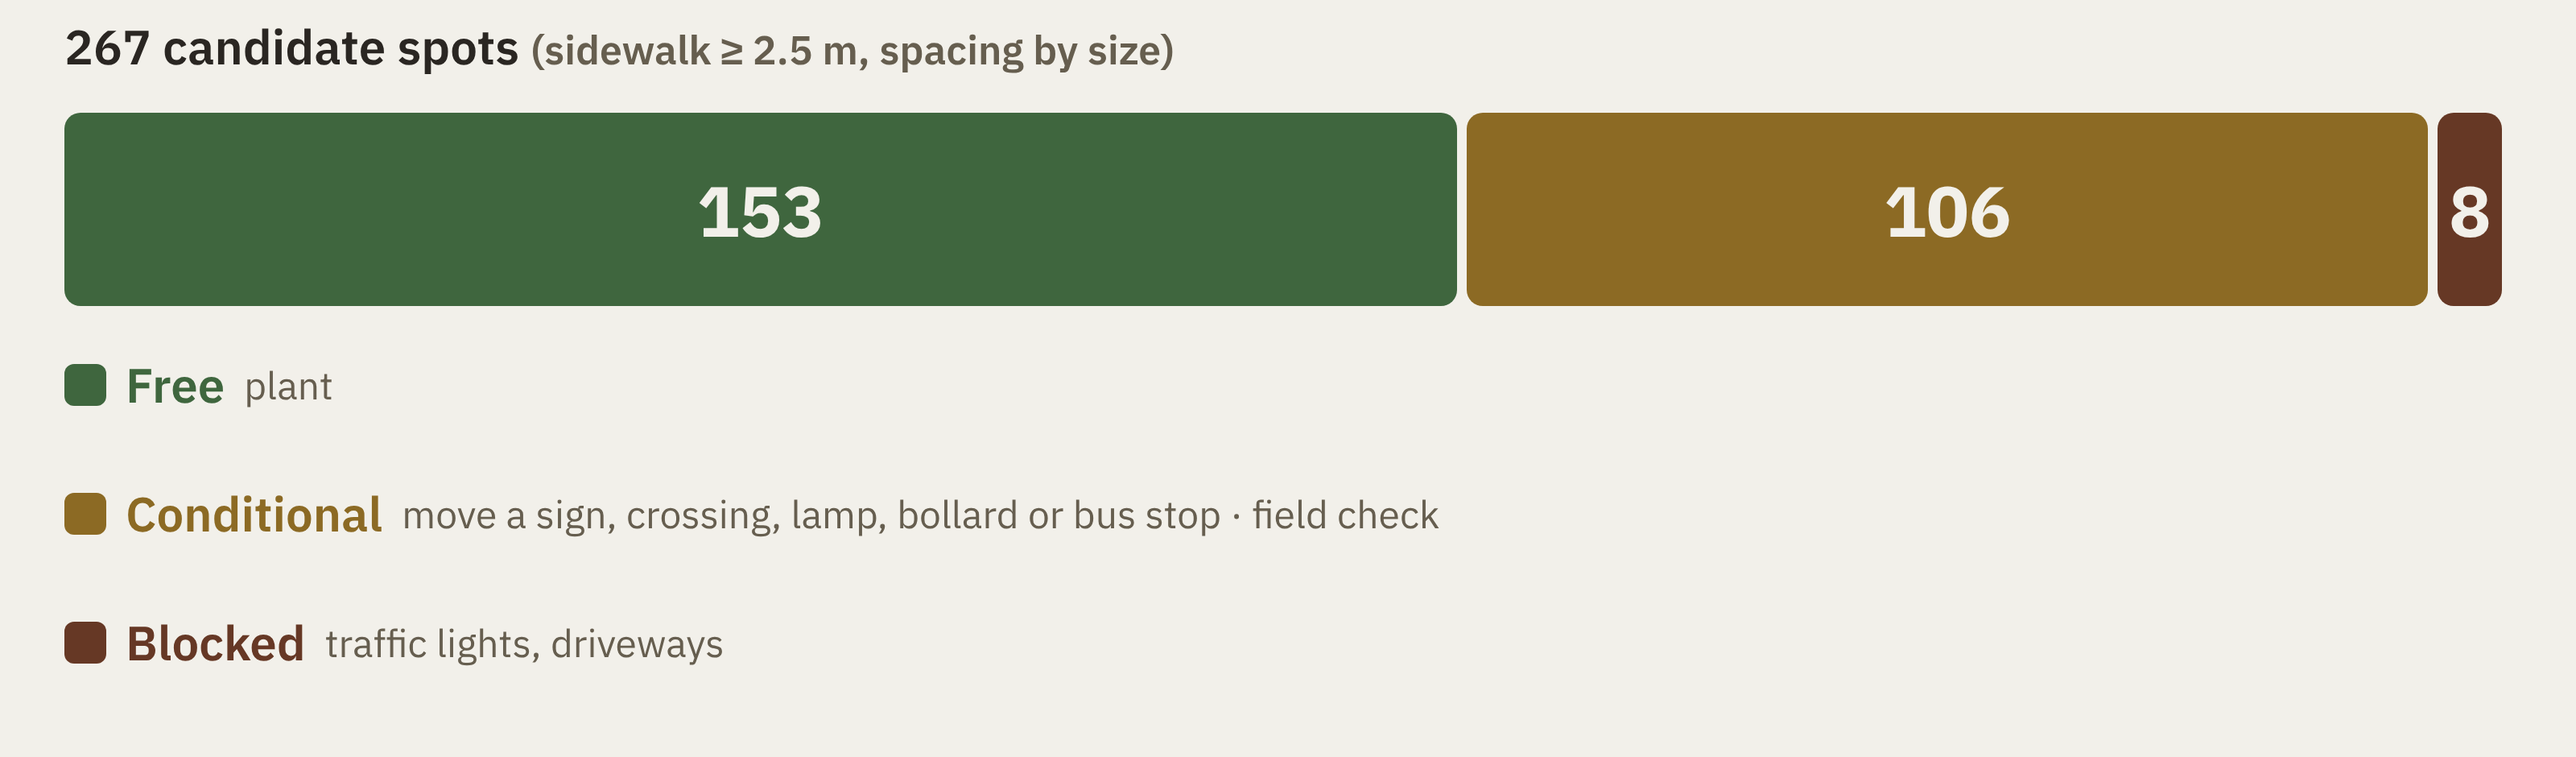 267 candidate spots (sidewalk ≥ 2.5 m, spacing by size)
153 106 8
Free plant
Conditional move a sign, crossing, lamp, bollard or bus stop · field check
Blocked traffic lights, driveways